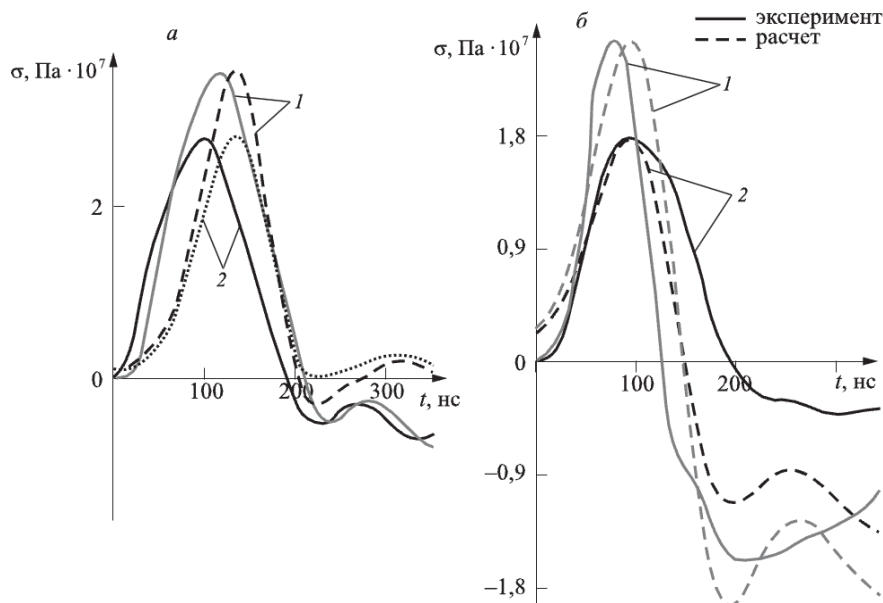 а
σ, Па · 10⁷
1
2
2
0
100
200
300
t, нс
б
эксперимент
расчет
σ, Па · 10⁷
1
1,8
2
0,9
0
100
200
t, нс
–0,9
–1,8